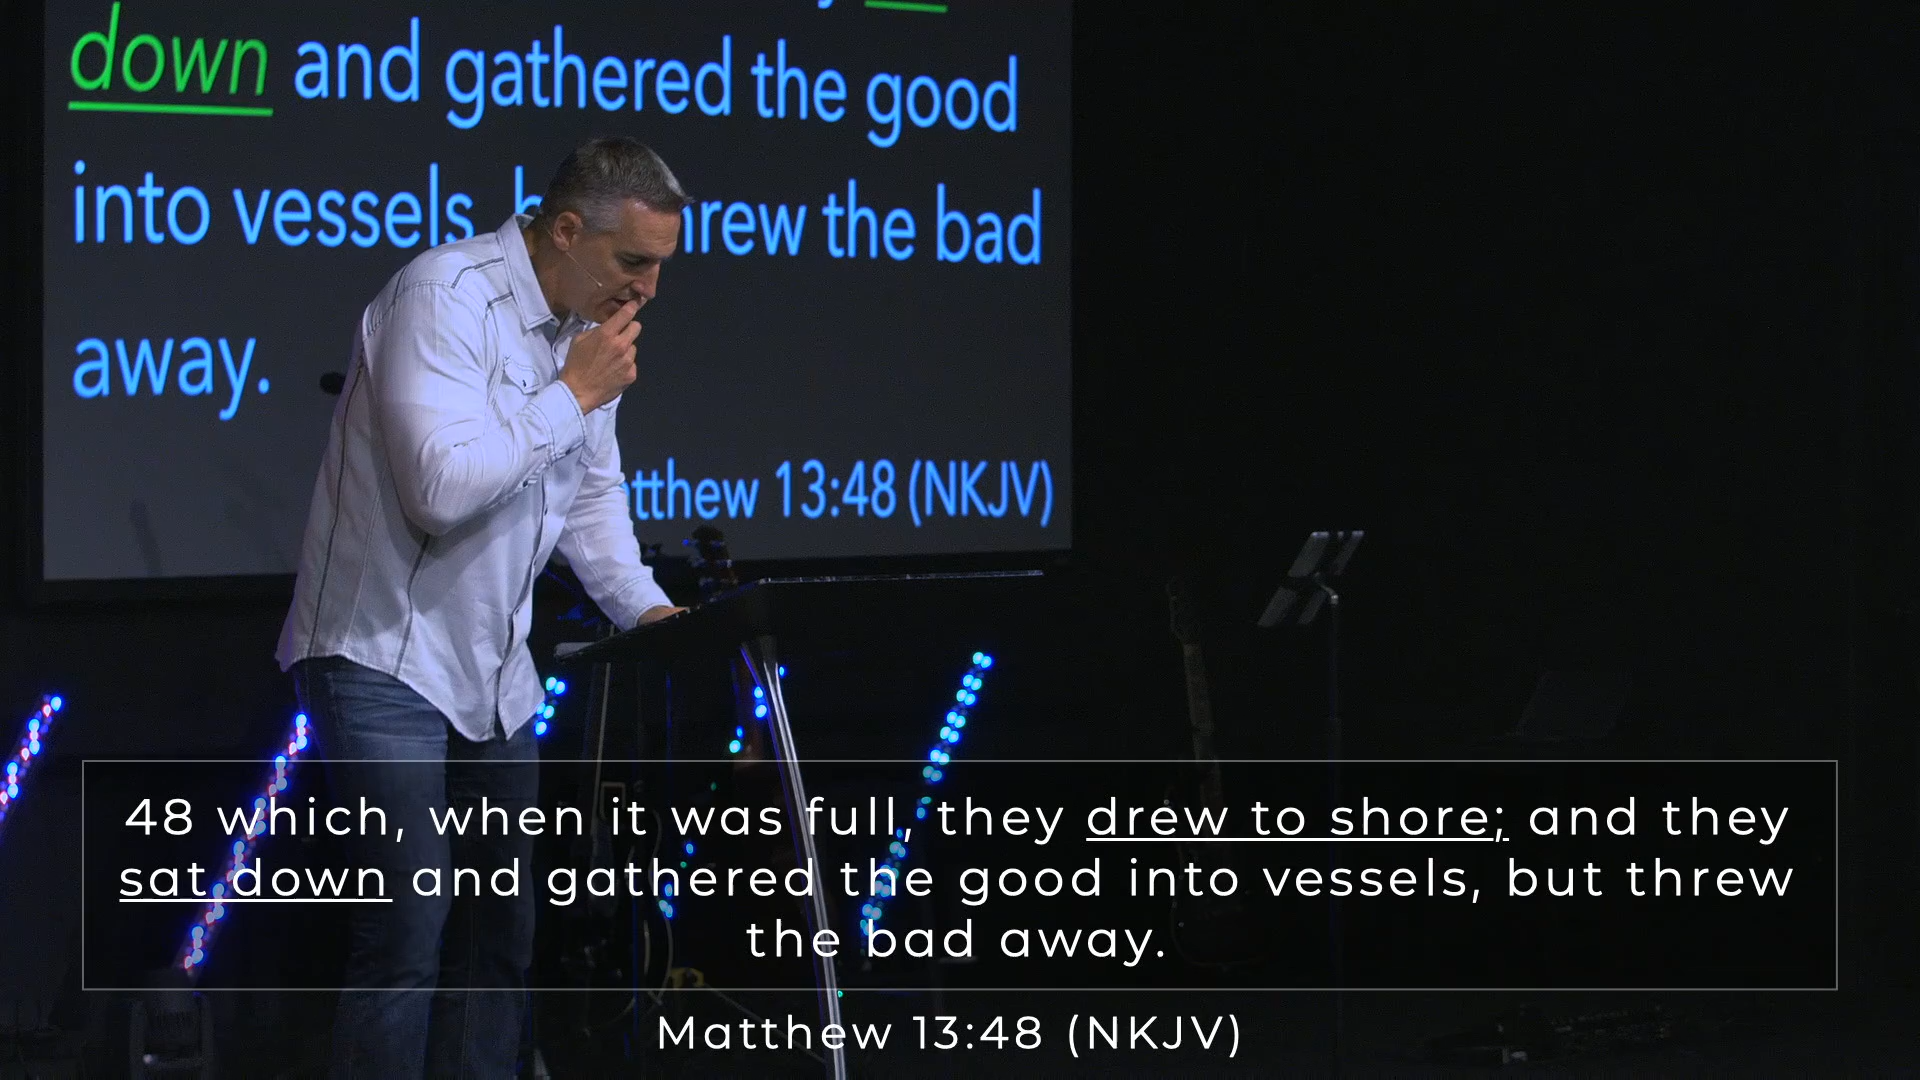 down and gathered the good
into vessels, the bad
away.
Matthew 13:48 (NKJV)
48 which, when it was full, they drew to shore; and they
sat down and gathered the good into vessels, but threw
the bad away.
Matthew 13:48 (NKJV)